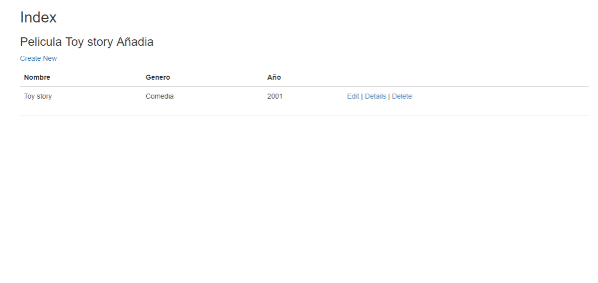 Index
Pelicula Toy story Añadia
Create New
Nombre Genero Año
Toy story Comedia 2001 Edit | Details | Delete